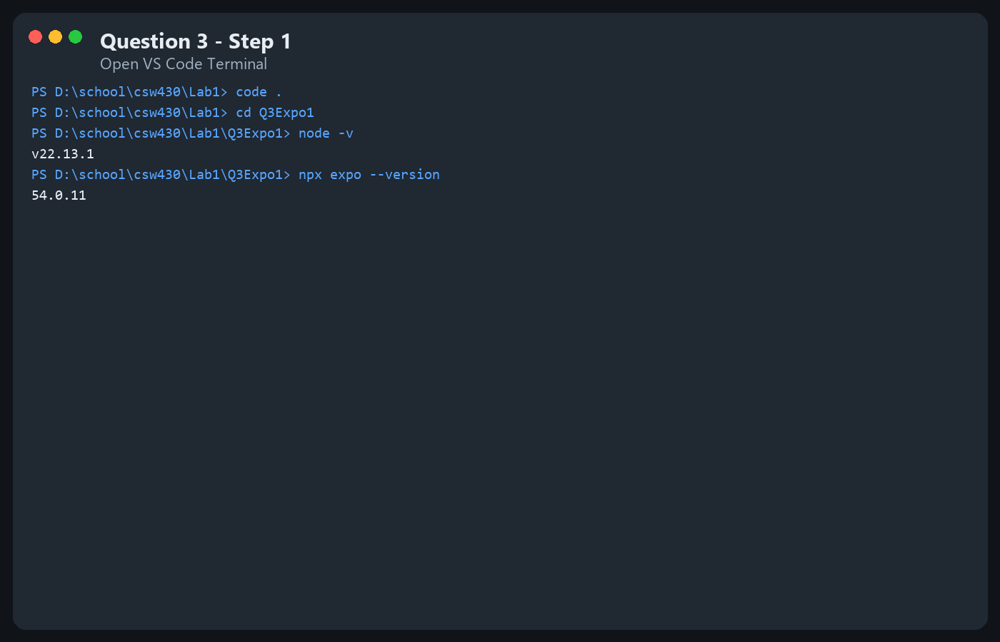 Question 3 - Step 1
Open VS Code Terminal
PS D:\school\csw430\Lab1> code .
PS D:\school\csw430\Lab1> cd Q3Expo1
PS D:\school\csw430\Lab1\Q3Expo1> node -v
v22.13.1
PS D:\school\csw430\Lab1\Q3Expo1> npx expo --version
54.0.11